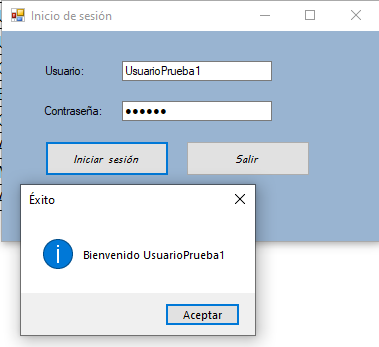 Inicio de sesión
Usuario: UsuarioPrueba1
Contraseña: ●●●●●●
Iniciar sesión Salir
Éxito
Bienvenido UsuarioPrueba1
Aceptar